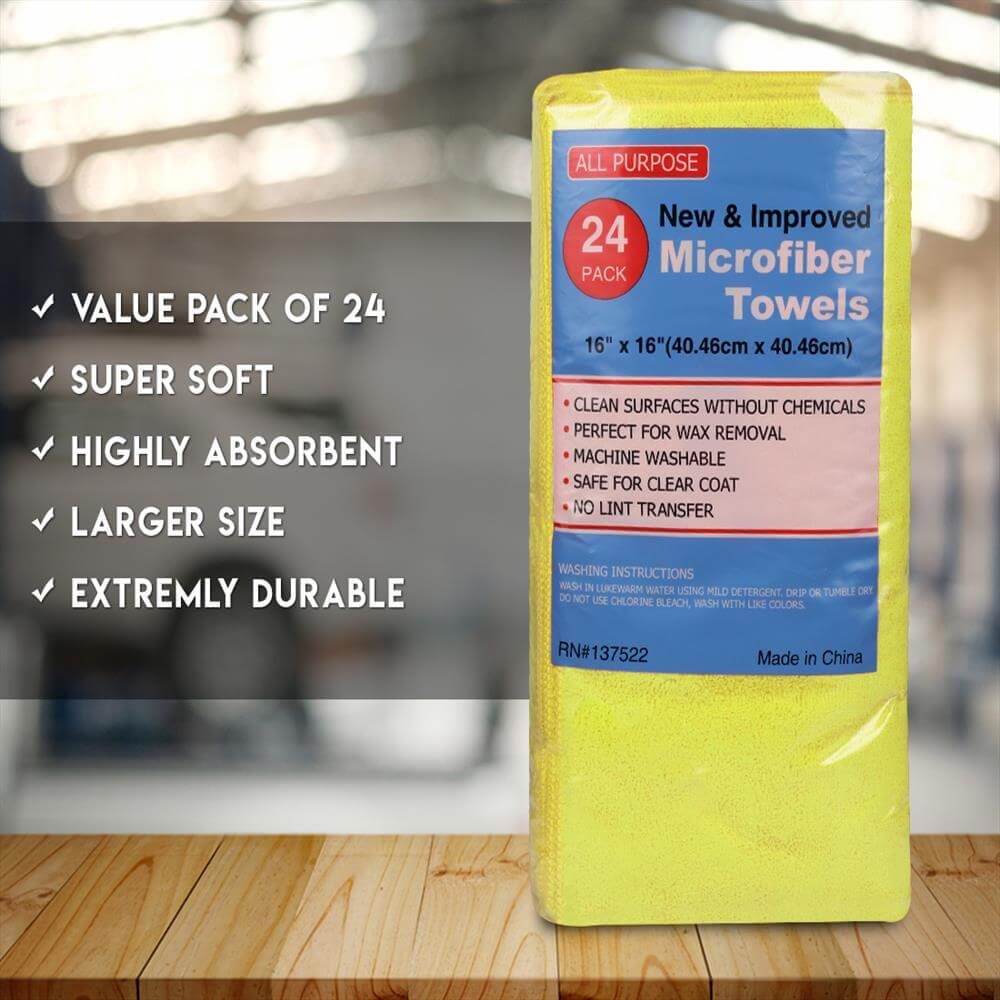 VALUE PACK OF 24
SUPER SOFT
HIGHLY ABSORBENT
LARGER SIZE
EXTREMLY DURABLE
ALL PURPOSE
24
PACK
New & Improved
Microfiber
Towels
16" x 16"(40.46cm x 40.46cm)
• CLEAN SURFACES WITHOUT CHEMICALS
• PERFECT FOR WAX REMOVAL
• MACHINE WASHABLE
• SAFE FOR CLEAR COAT
• NO LINT TRANSFER
WASHING INSTRUCTIONS
WASH IN LUKEWARM WATER USING MILD DETERGENT. DRIP OR TUMBLE DRY
DO NOT USE CHLORINE BLEACH, WASH WITH LIKE COLORS.
RN#137522
Made in China